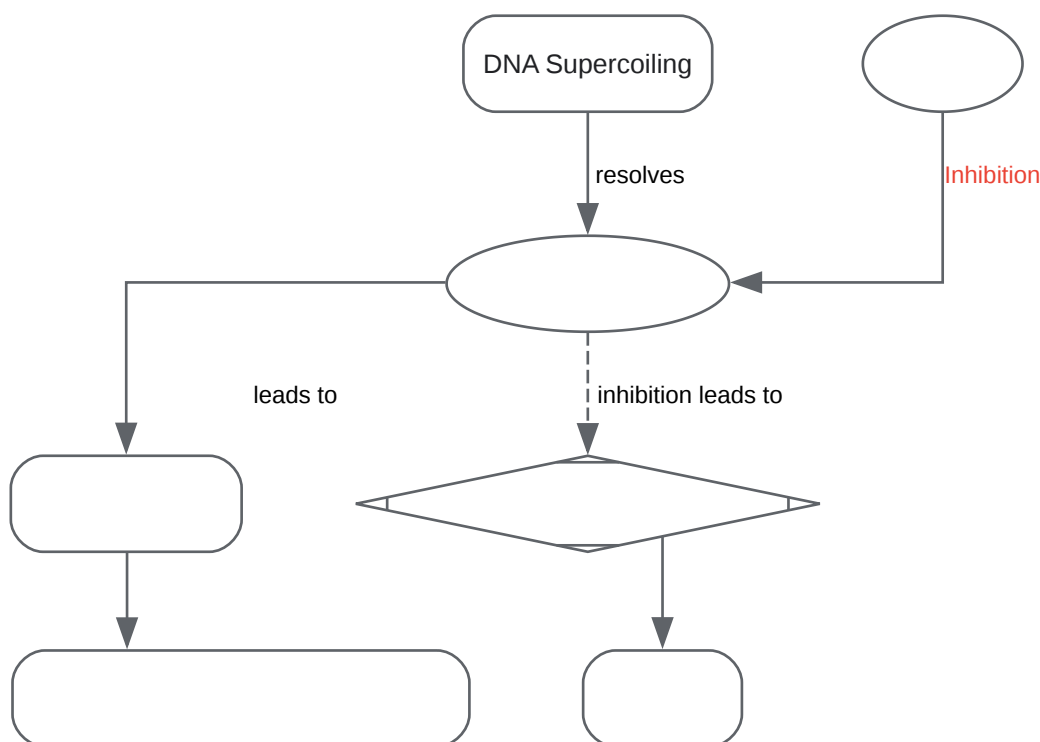 DNA Supercoiling
resolves
Inhibition
leads to
inhibition leads to